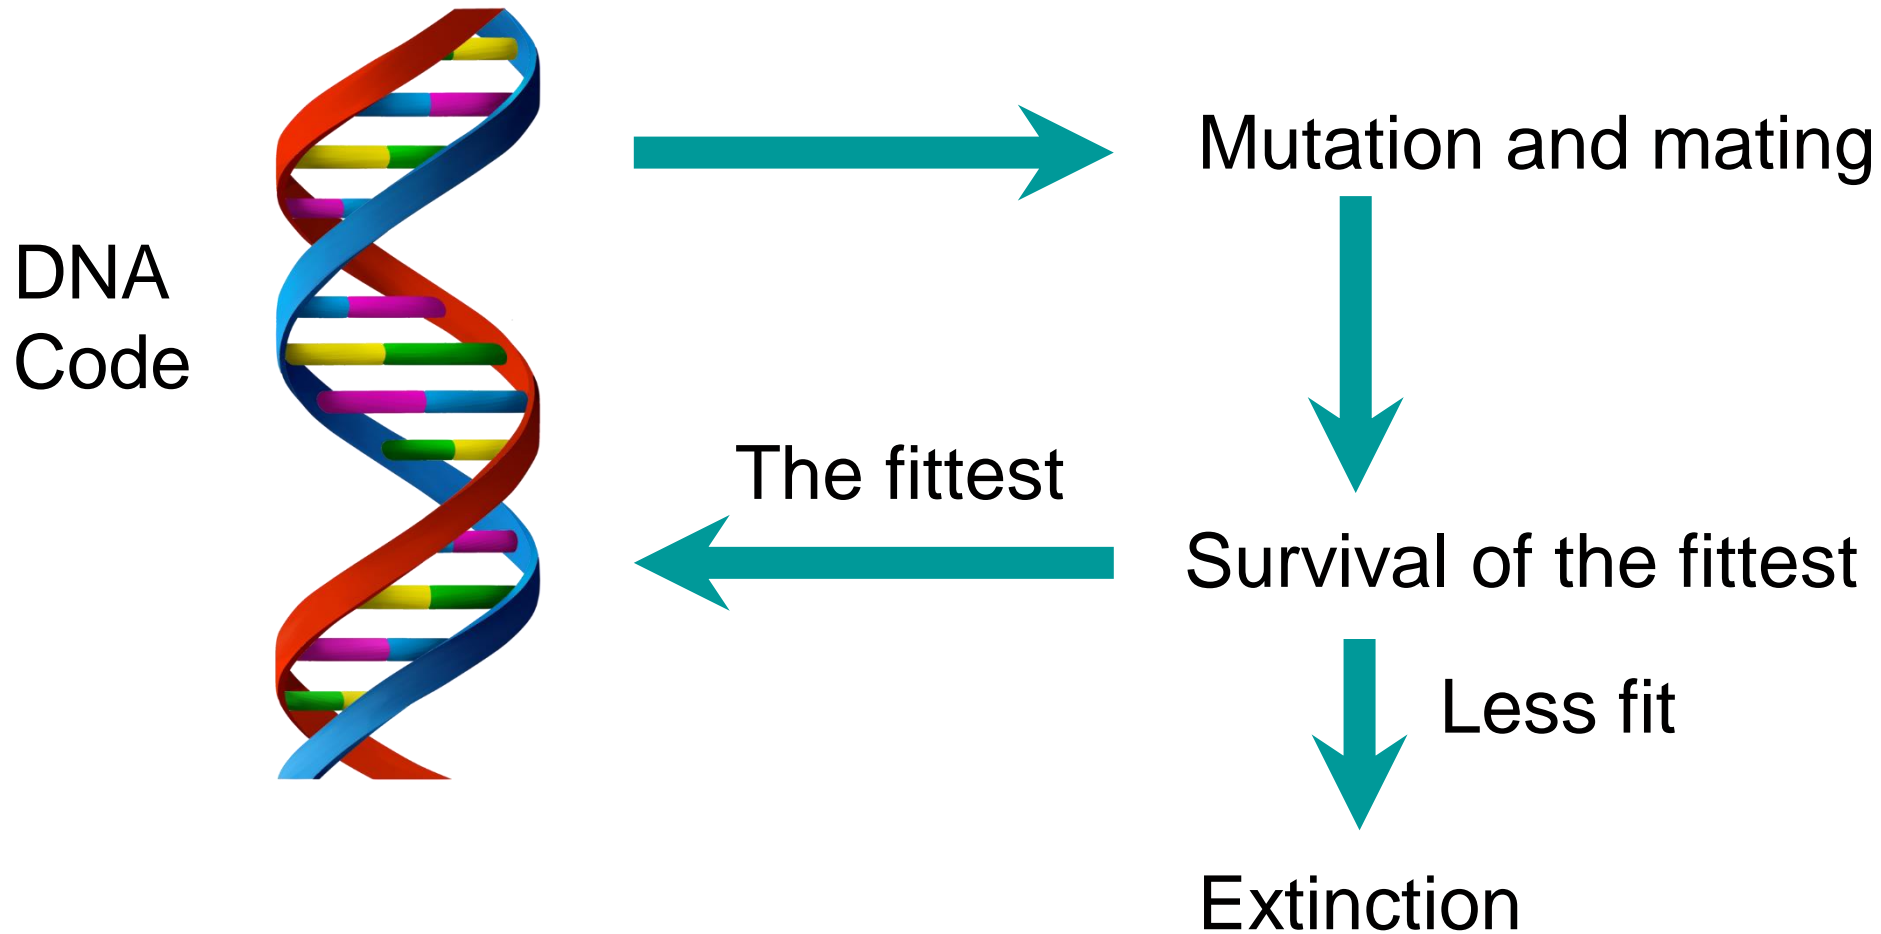 Mutation and mating
DNA
Code
The fittest
Survival of the fittest
Less fit
Extinction